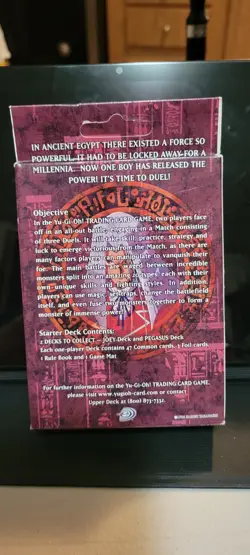 IN ANCIENT EGYPT THERE EXISTED A FORCE SO
POWERFUL, IT HAD TO BE LOCKED AWAY FOR A
MILLENNIA... NOW ONE BOY HAS RELEASED THE
POWER! IT'S TIME TO DUEL!
Objective
In the Yu-Gi-Oh! TRADING CARD GAME, two players face
off in an all-out battle, engaging in a Match consisting
of three Duels. It will take skill, practice, strategy and
luck to emerge victorious from the Match, as there are
many factors players can manipulate to vanquish their
foe. The main battles are waged between incredible
monsters split into an amazing types, each with their
own unique skills and fighting styles. In addition,
players can use magic, set traps, change the battlefield
itself, and even fuse two monsters together to form a
monster of immense power!
Starter Deck Contents:
2 DECKS TO COLLECT – JOEY-Deck and PEGASUS-Deck
Each one-player Deck contains 47 Common cards, 3 Foil cards,
1 Rule Book and 1 Game Mat
For further information on the Yu-Gi-Oh! TRADING CARD GAME,
please visit www.yugioh-card.com or contact
Upper Deck at (800) 873-7332.